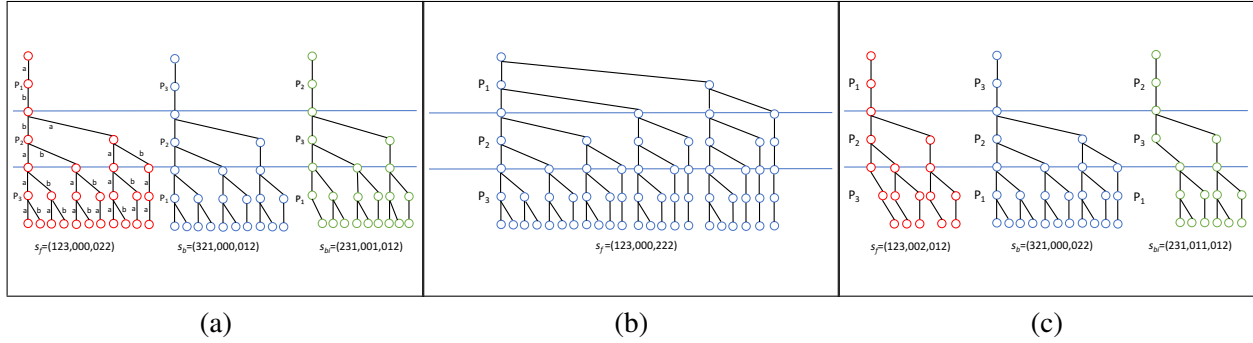 a
P₁
b
b
a
P₂
a
b
a
b
a
b
a
b
a
P₃
a
b
a
b
a
b
a
b
a
a
s_f=(123,000,022)
P₃
P₂
P₁
s_b=(321,000,012)
P₂
P₃
P₁
s_bi=(231,001,012)
P₁
P₂
P₃
s_f=(123,000,222)
P₁
P₂
P₃
s_f=(123,002,012)
P₃
P₂
P₁
s_b=(321,000,022)
P₂
P₃
P₁
s_bi=(231,011,012)
(a)
(b)
(c)